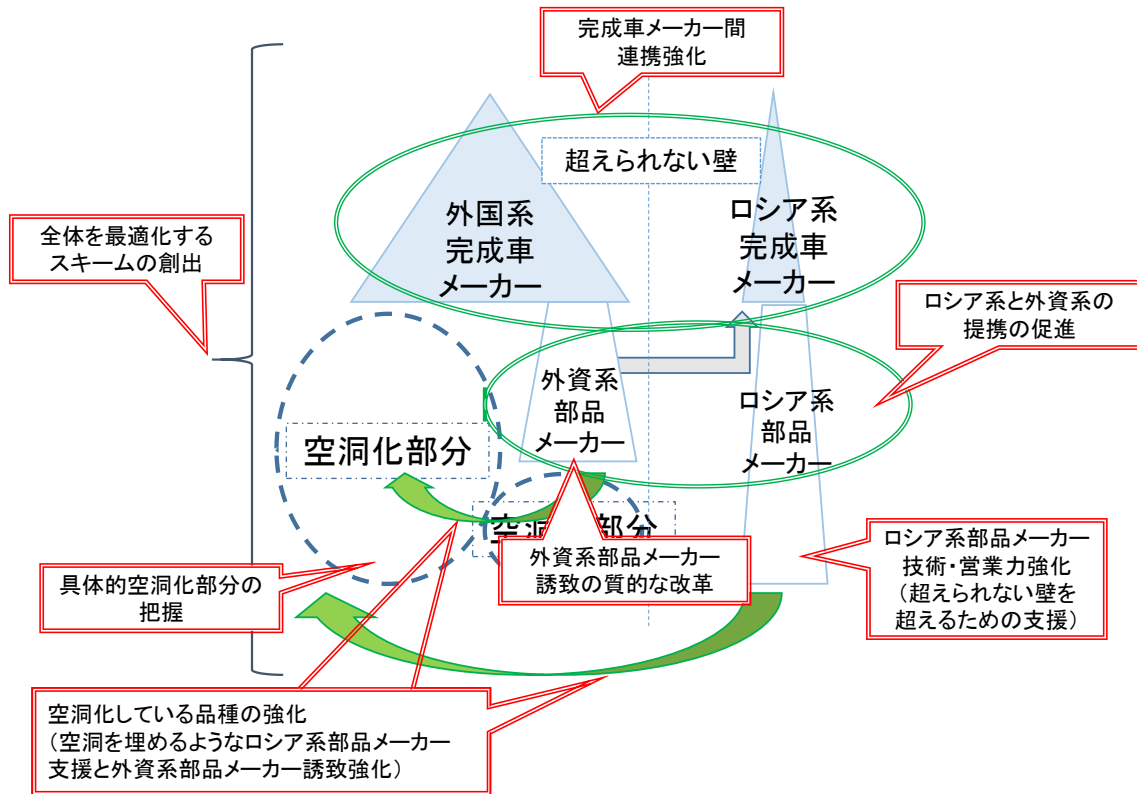 完成車メーカー間
連携強化
超えられない壁
外国系
完成車
メーカー
ロシア系
完成車
メーカー
全体を最適化する
スキームの創出
ロシア系と外資系の
提携の促進
外資系
部品
メーカー
ロシア系
部品
メーカー
空洞化部分
空洞 部分
外資系部品メーカー
誘致の質的な改革
ロシア系部品メーカー
技術・営業力強化
（超えられない壁を
超えるための支援）
具体的空洞化部分の
把握
空洞化している品種の強化
（空洞を埋めるようなロシア系部品メーカー
支援と外資系部品メーカー誘致強化）